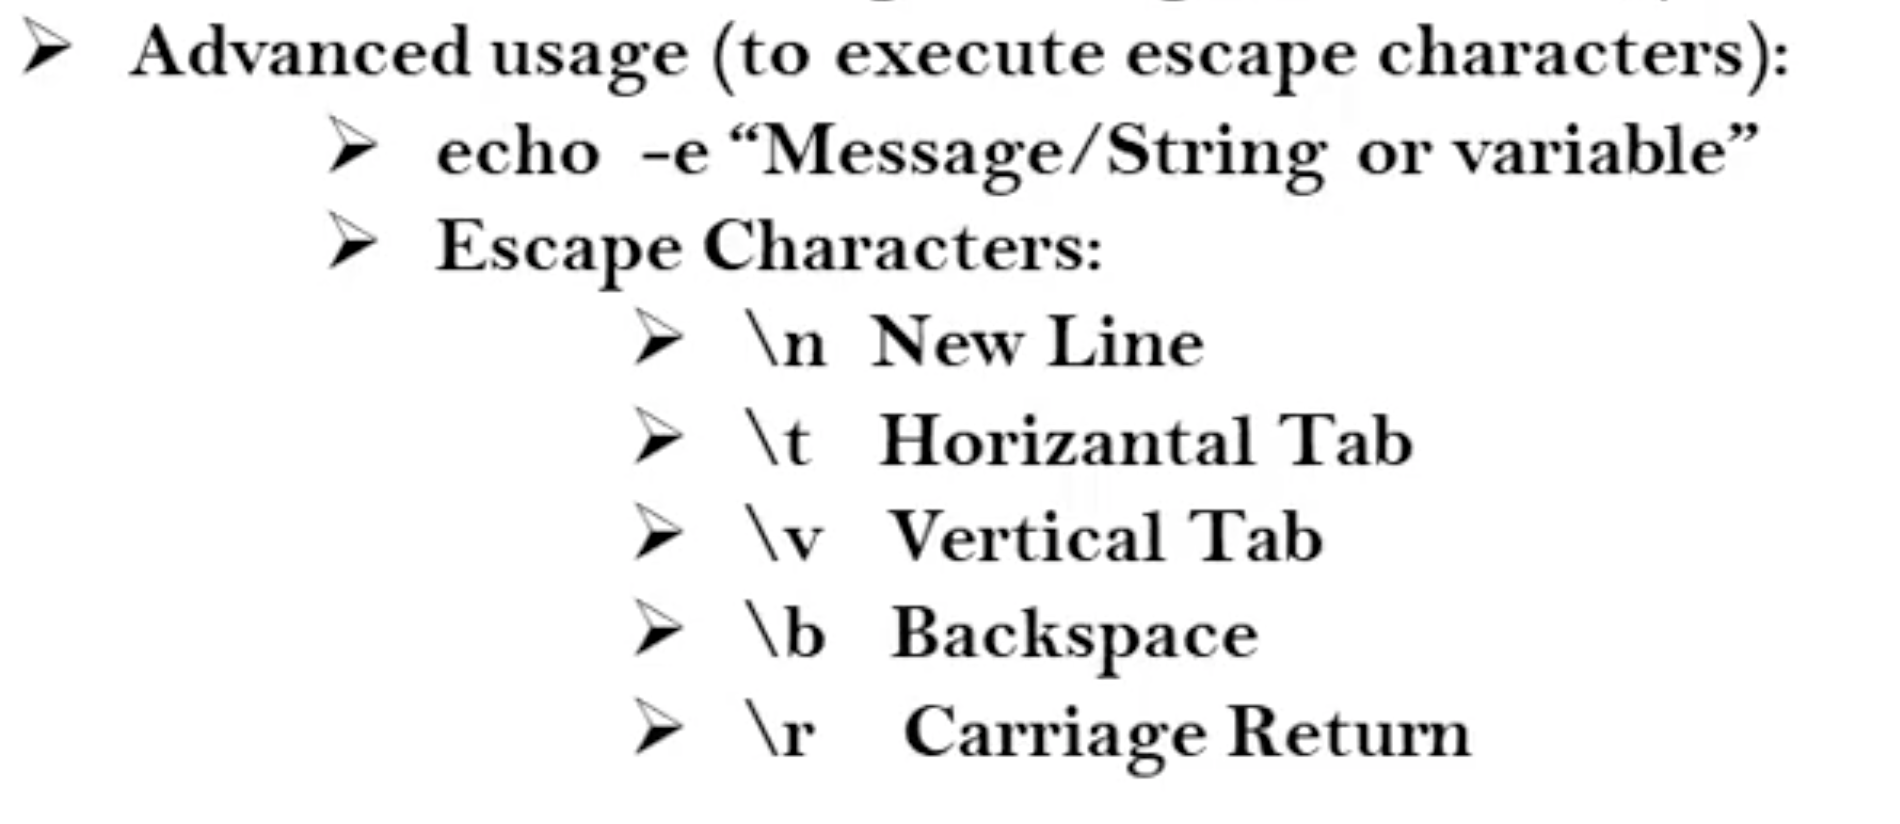 ➢ Advanced usage (to execute escape characters):
➢ echo -e “Message/String or variable”
➢ Escape Characters:
➢ \n New Line
➢ \t Horizantal Tab
➢ \v Vertical Tab
➢ \b Backspace
➢ \r Carriage Return